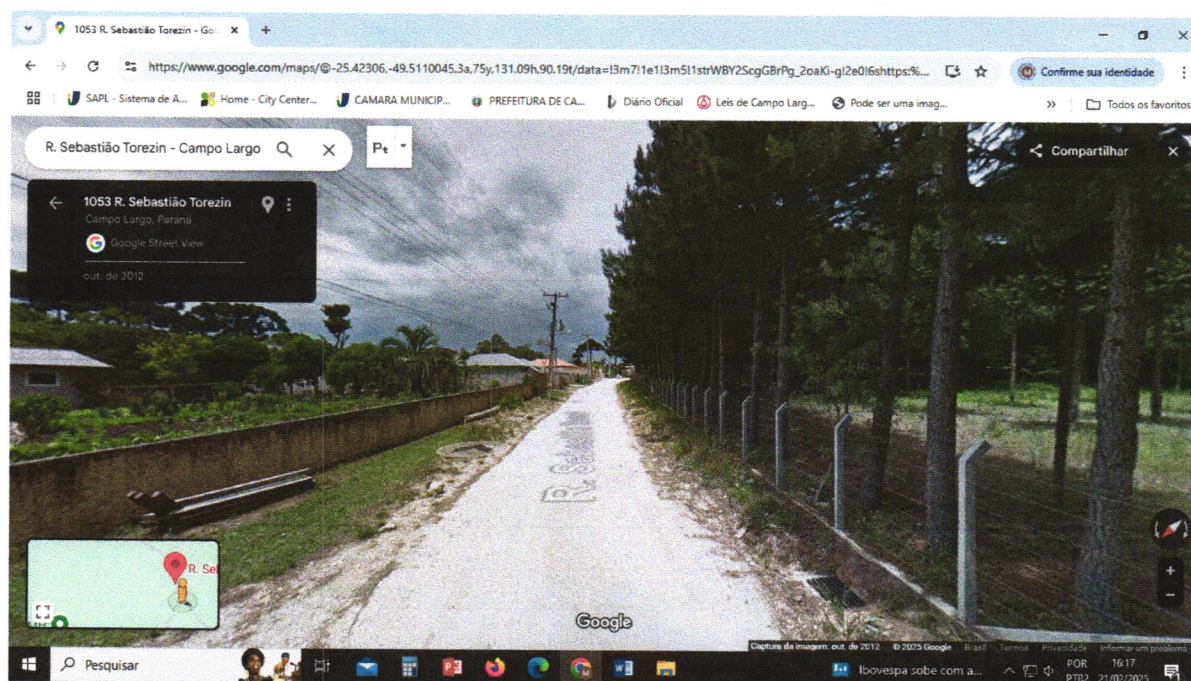 1053 R. Sebastião Torezin - Go
https://www.google.com/maps/@-25.42306,-49.5110045,3a,75y,131.09h,90.19t/data=!3m7!1e1!3m5!1strWBY2ScgGBrPg_2oaKi-g!2e0!6shttps:%...
Confirme sua identidade
SAPL - Sistema de A...
Home - City Center...
CAMARA MUNICIP...
PREFEITURA DE CA...
Diário Oficial
Leis de Campo Larg...
Pode ser uma imag...
»
Todos os favoritos
R. Sebastião Torezin - Campo Largo
Pt
Compartilhar
1053 R. Sebastião Torezin
Campo Largo, Paraná
Google Street View
out. de 2012
R. Seb
Google
Captura da imagem: out. de 2012 © 2025 Google Brasil Termos Privacidade Informar um problema
Pesquisar
Ibovespa sobe com a...
POR
PTB2
16:17
21/02/2025